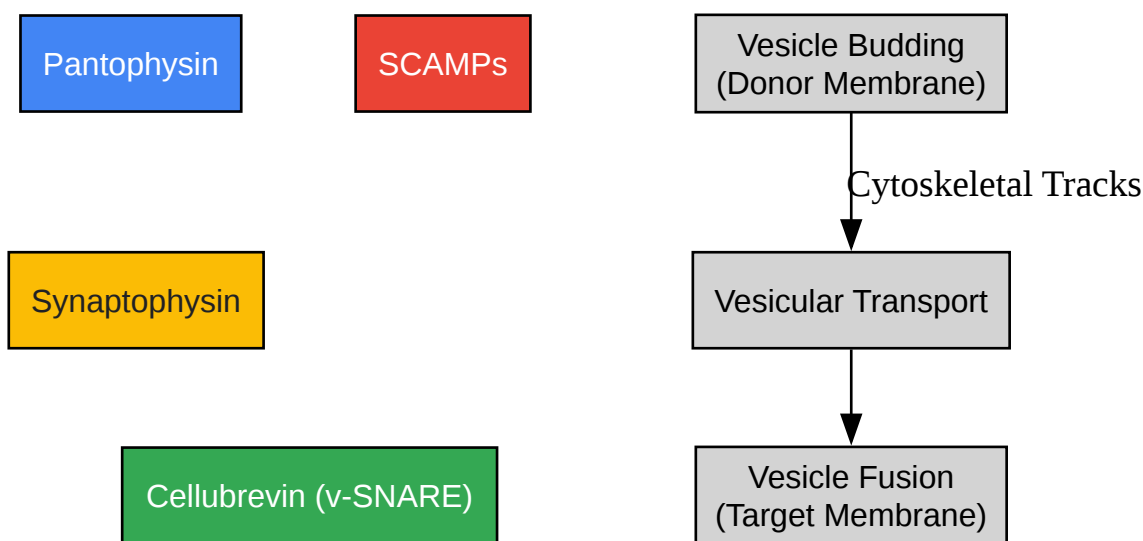 Pantophysin
SCAMPs
Vesicle Budding
(Donor Membrane)
Cytoskeletal Tracks
Synaptophysin
Vesicular Transport
Cellubrevin (v-SNARE)
Vesicle Fusion
(Target Membrane)